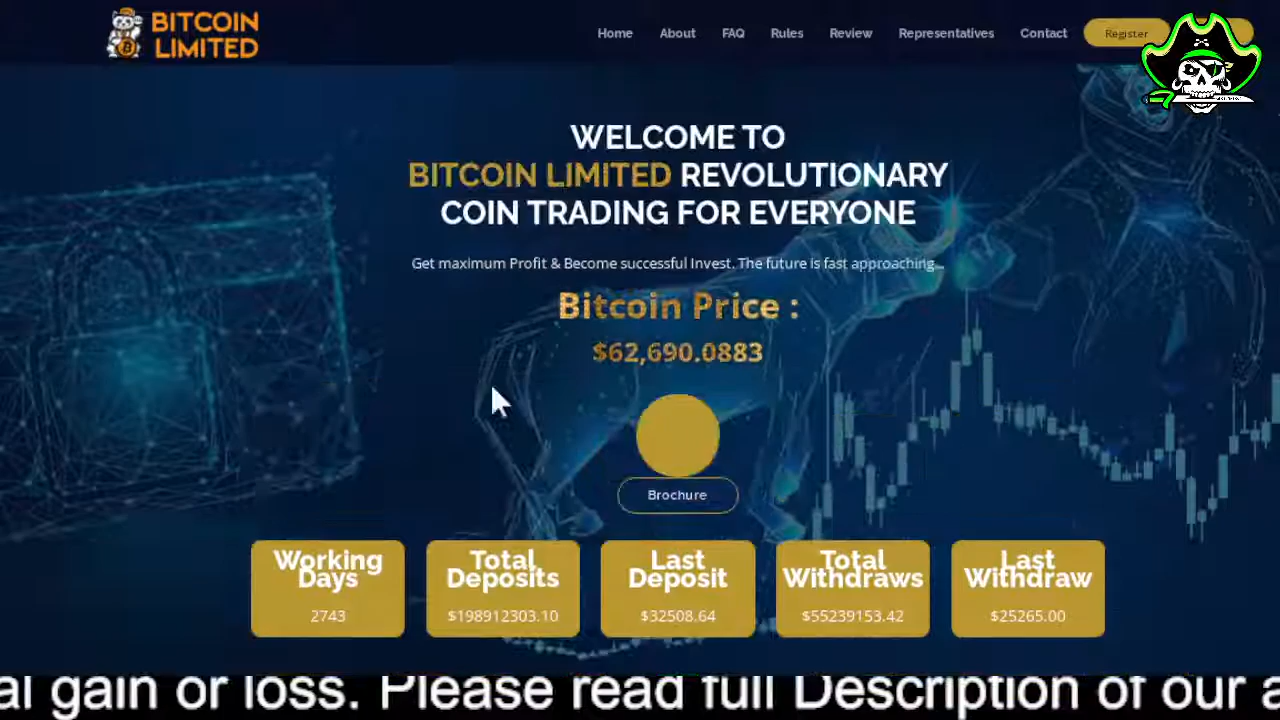 BITCOIN
LIMITED
Home About FAQ Rules Review Representatives Contact Register
WELCOME TO
BITCOIN LIMITED REVOLUTIONARY
COIN TRADING FOR EVERYONE
Get maximum Profit & Become successful Invest. The future is fast approaching...
Bitcoin Price :
$62,690.0883
Brochure
Working
Days
2743
Total
Deposits
$198912303.10
Last
Deposit
$32508.64
Total
Withdraws
$55239153.42
Last
Withdraw
$25265.00
al gain or loss. Please read full Description of our a